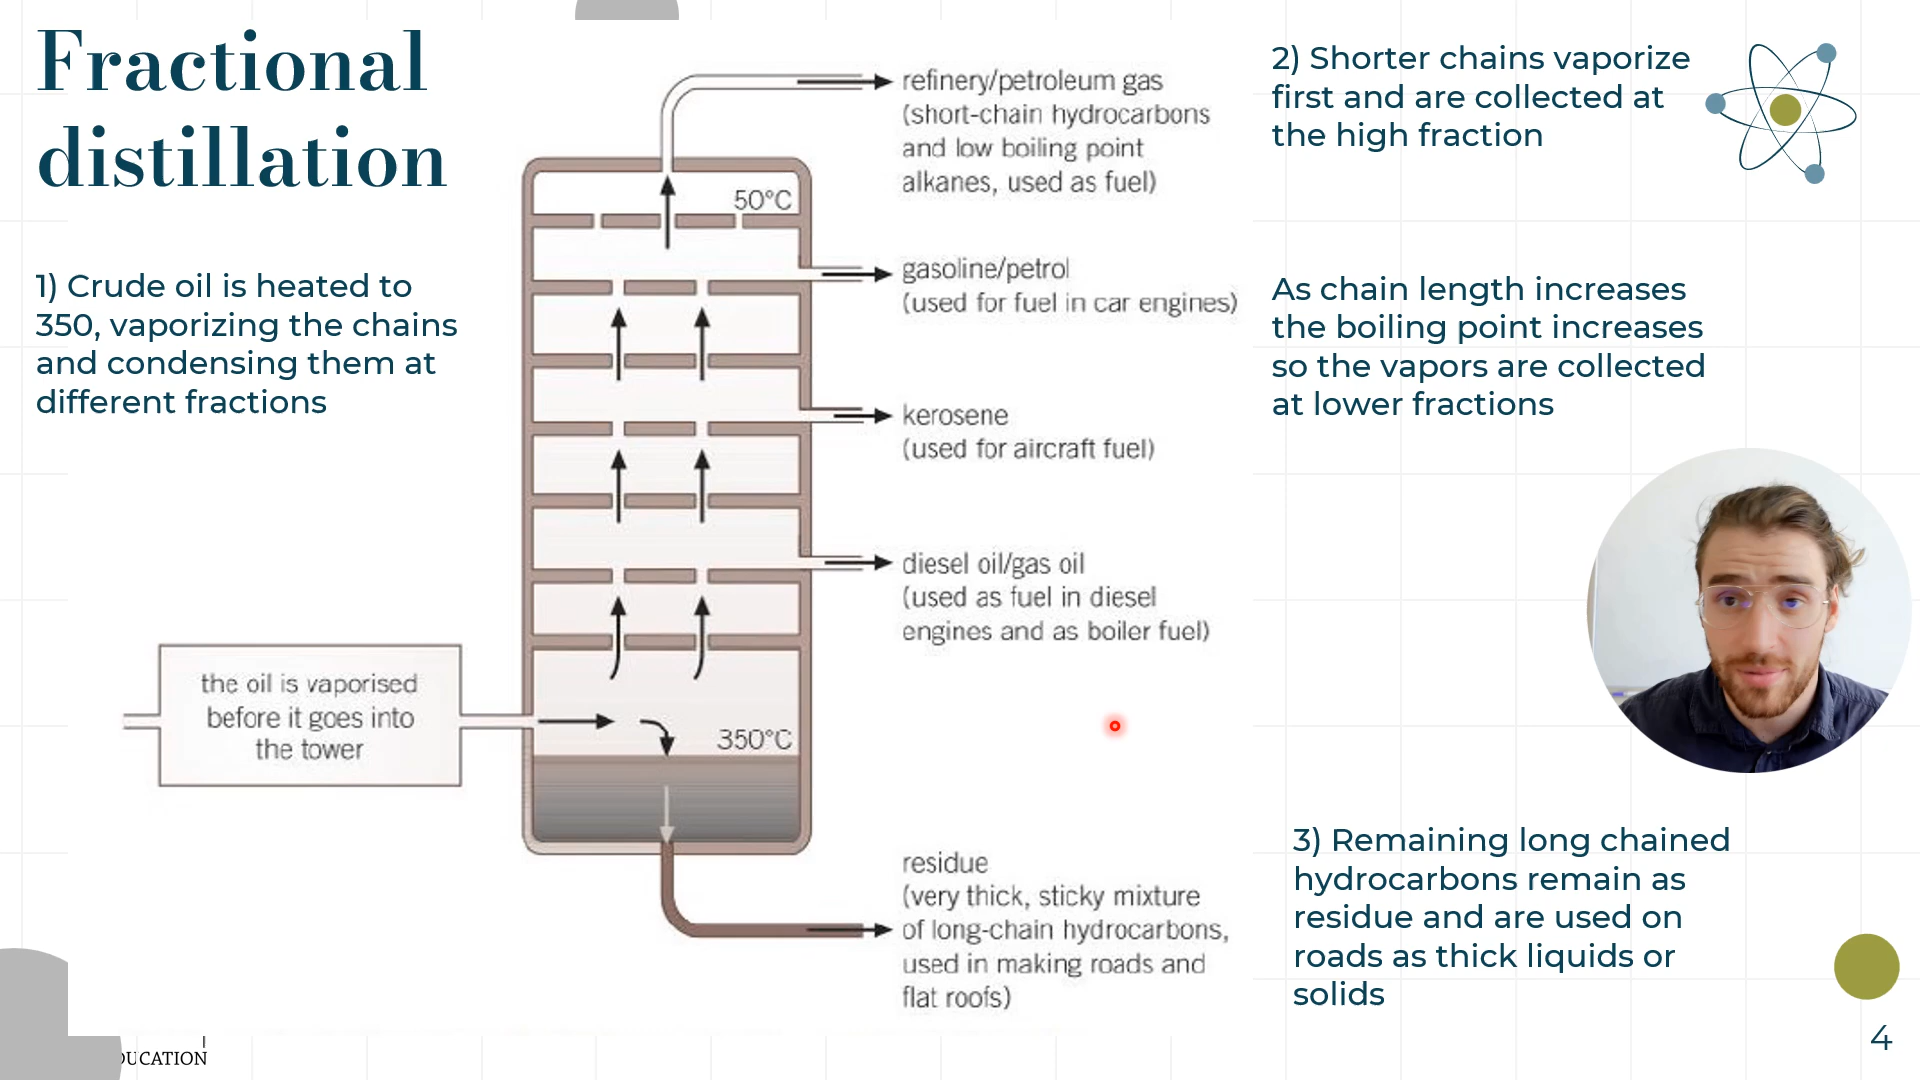 Fractional
distillation
1) Crude oil is heated to
350, vaporizing the chains
and condensing them at
different fractions
the oil is vaporised
before it goes into
the tower
50°C
350°C
refinery/petroleum gas
(short-chain hydrocarbons
and low boiling point
alkanes, used as fuel)
gasoline/petrol
(used for fuel in car engines)
kerosene
(used for aircraft fuel)
diesel oil/gas oil
(used as fuel in diesel
engines and as boiler fuel)
residue
(very thick, sticky mixture
of long-chain hydrocarbons,
used in making roads and
flat roofs)
2) Shorter chains vaporize
first and are collected at
the high fraction
As chain length increases
the boiling point increases
so the vapors are collected
at lower fractions
3) Remaining long chained
hydrocarbons remain as
residue and are used on
roads as thick liquids or
solids
4